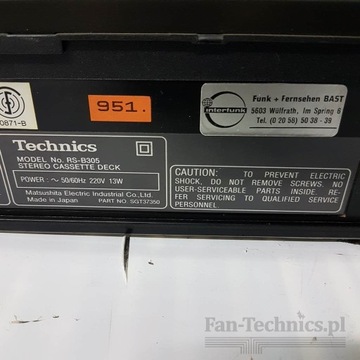 0871-B
951.
interfunk
Funk + Fernsehen BAST
5603 Wülfrath, Im Spring 6
Tel. (0 20 58) 50 38 - 39
Technics
MODEL No. RS-B305
STEREO CASSETTE DECK
POWER: ~ 50/60Hz 220V 13W
Matsushita Electric Industrial Co.,Ltd.
Made in Japan PART NO. SGT37350
CAUTION: TO PREVENT ELECTRIC
SHOCK, DO NOT REMOVE SCREWS. NO
USER-SERVICEABLE PARTS INSIDE. RE-
FER SERVICING TO QUALIFIED SERVICE
PERSONNEL.
Fan-Technics.pl